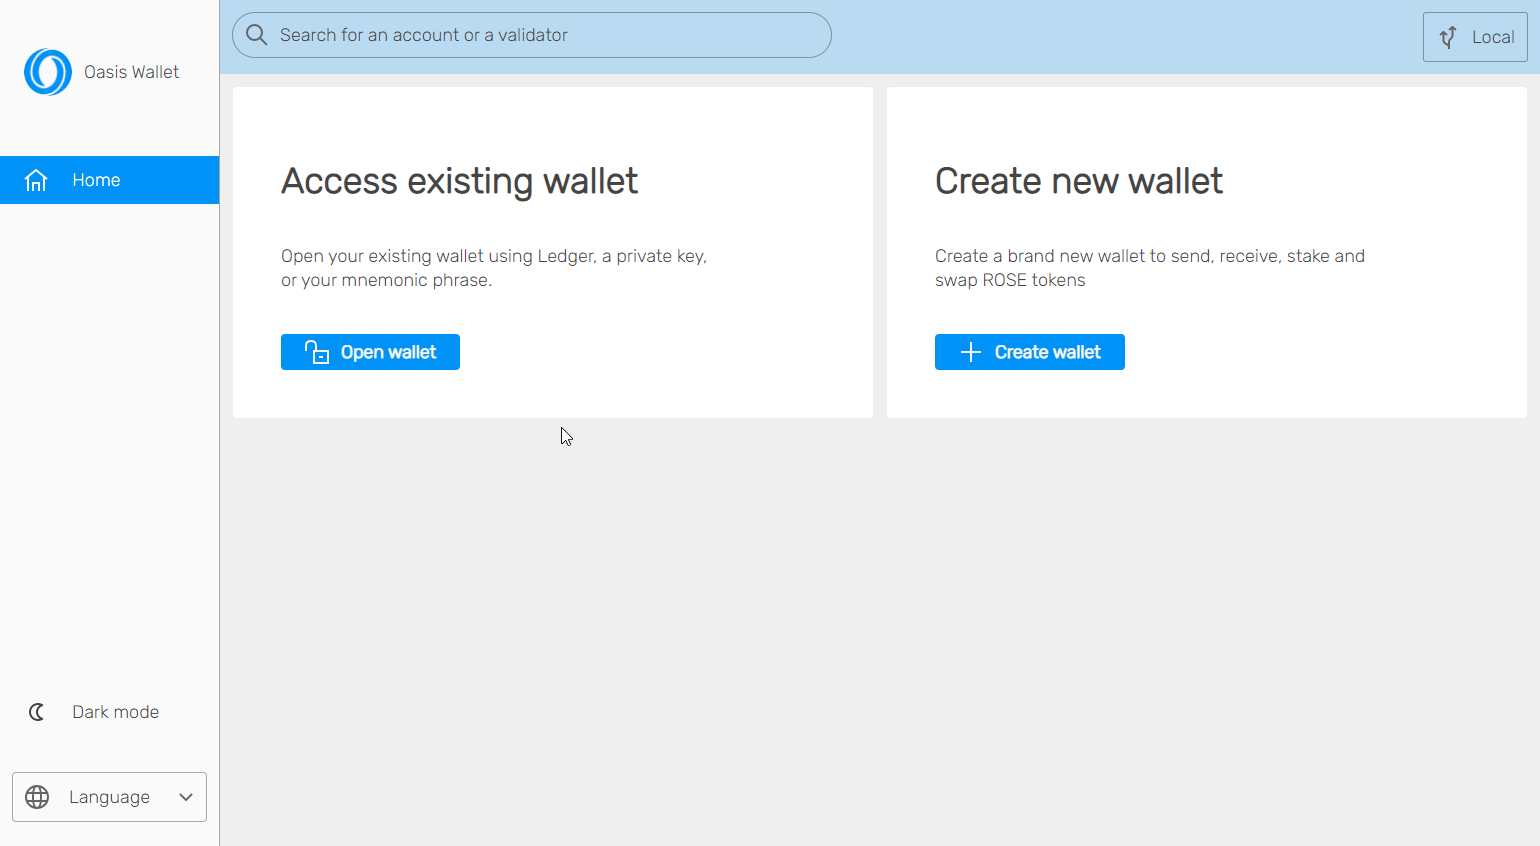 Oasis Wallet
Home
Dark mode
Language
Search for an account or a validator
Local
Access existing wallet
Open your existing wallet using Ledger, a private key,
or your mnemonic phrase.
Open wallet
Create new wallet
Create a brand new wallet to send, receive, stake and
swap ROSE tokens
Create wallet